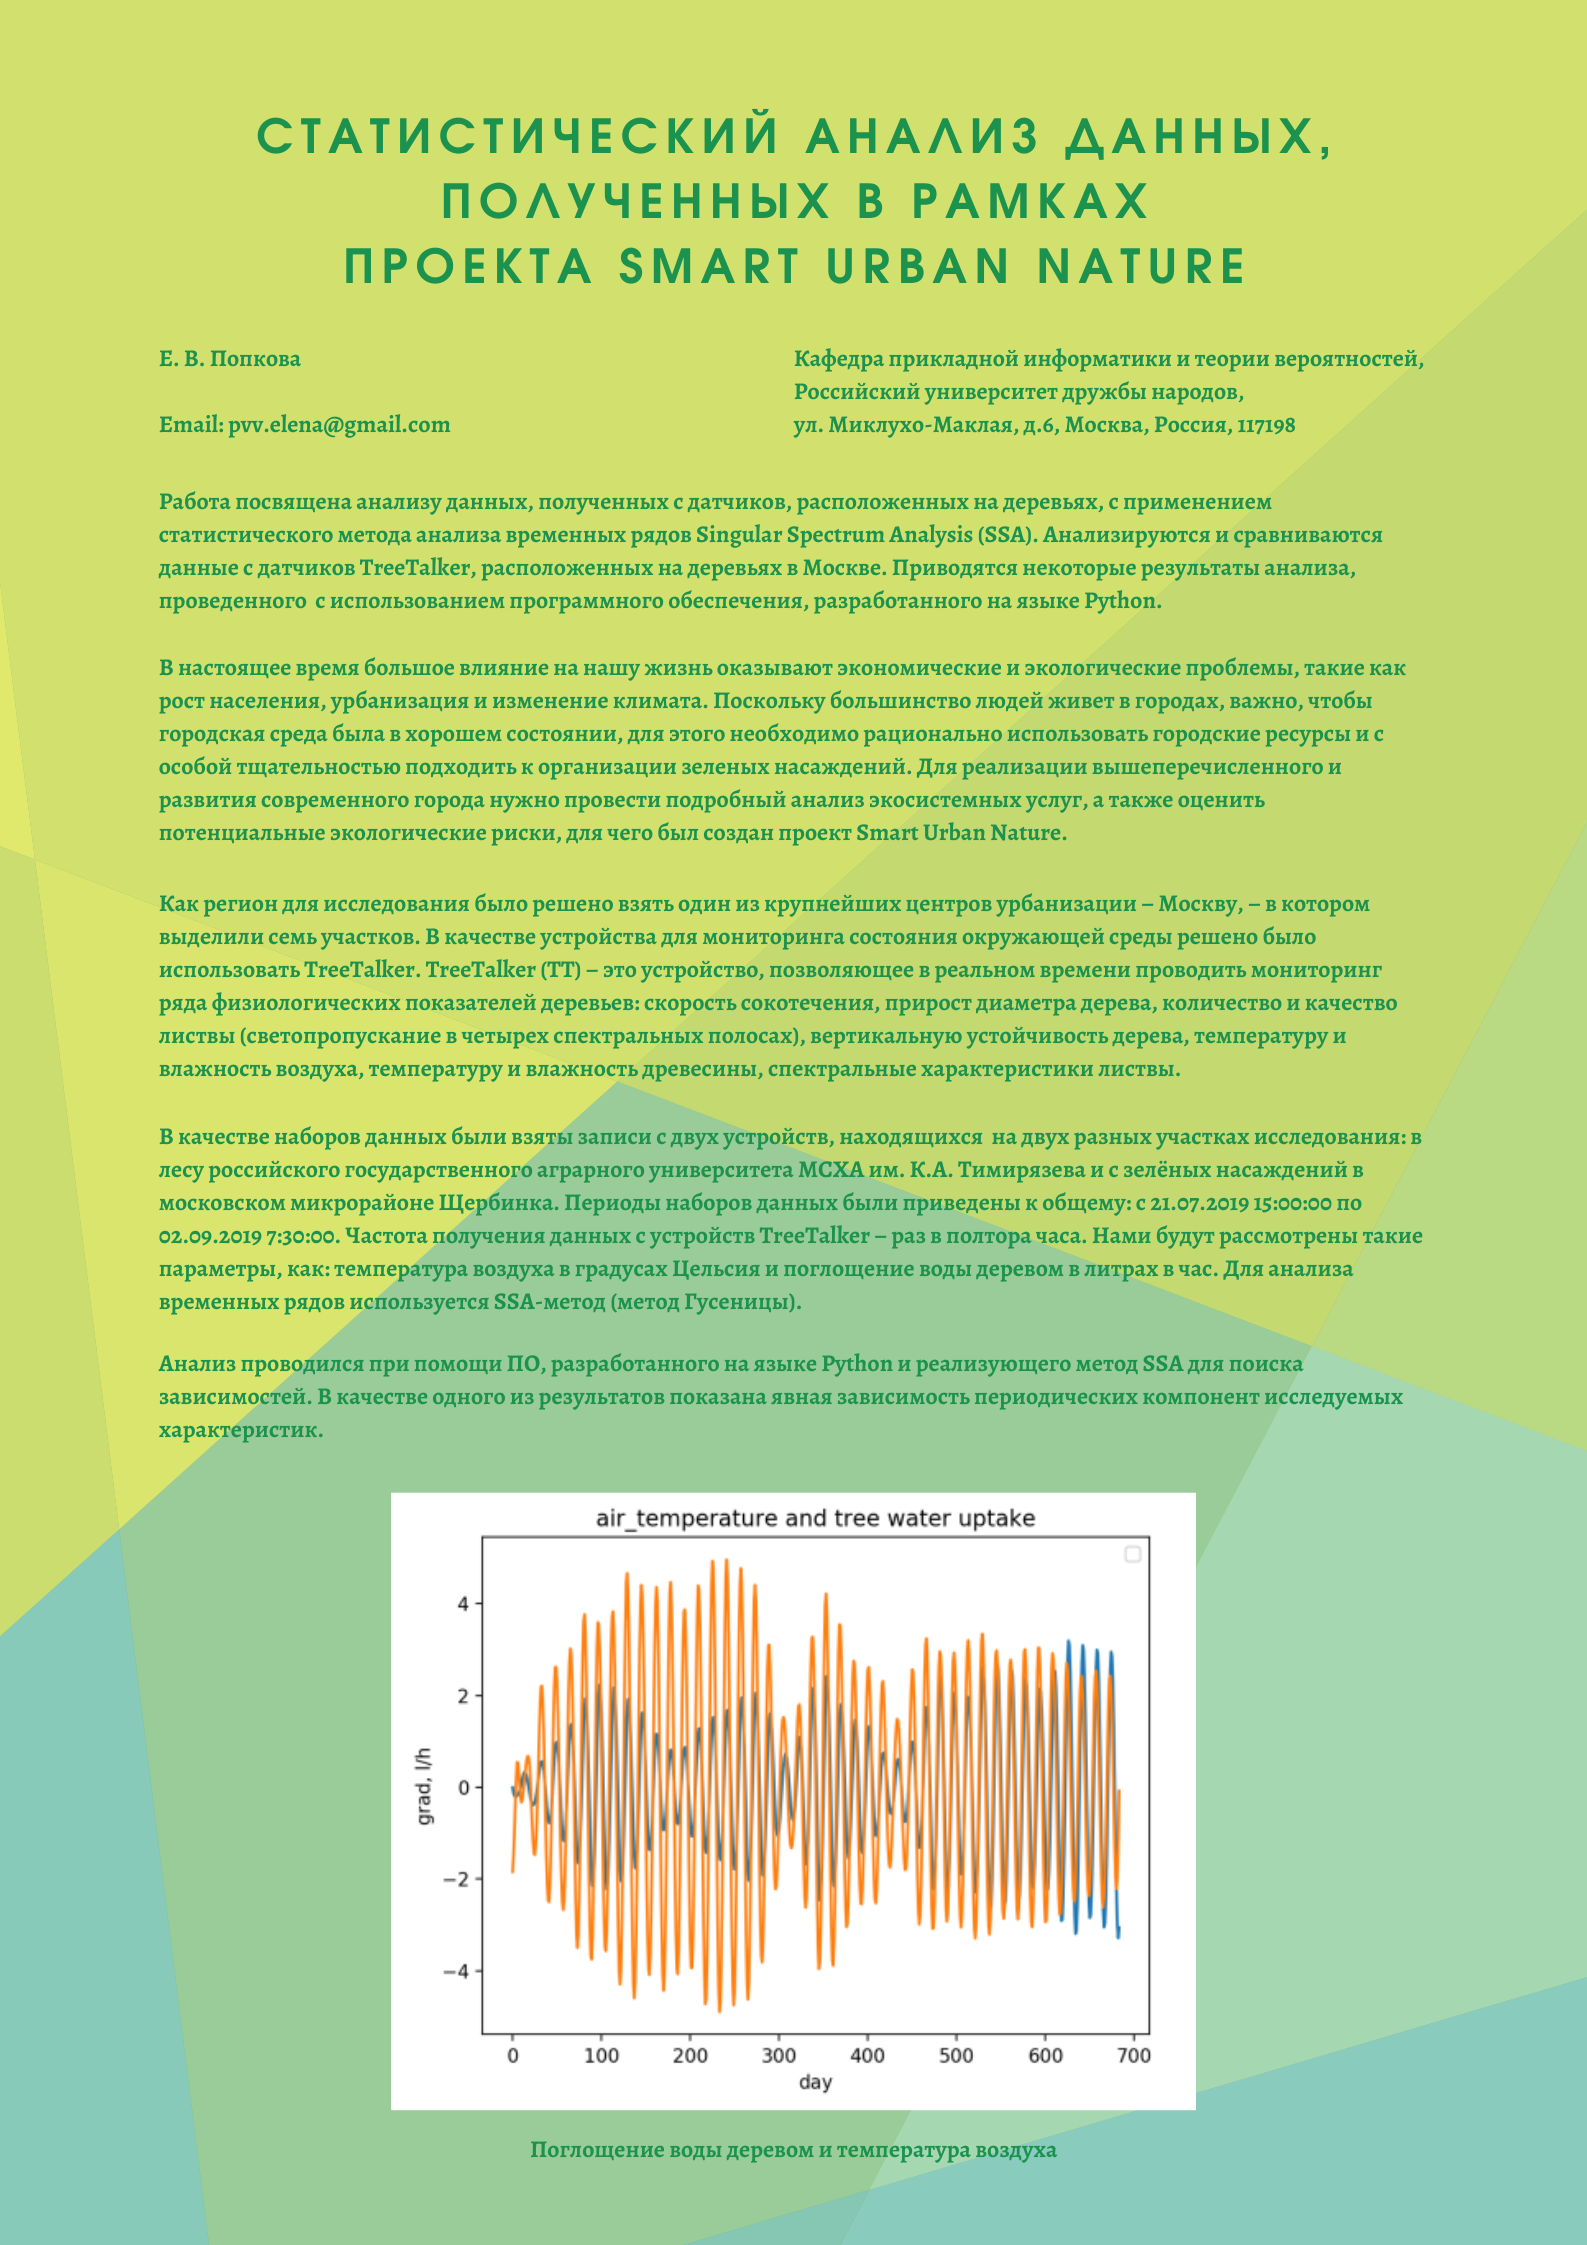 СТАТИСТИЧЕСКИЙ АНАЛИЗ ДАННЫХ,
ПОЛУЧЕННЫХ В РАМКАХ
ПРОЕКТА SMART URBAN NATURE
Е. В. Попкова
Email: pvv.elena@gmail.com
Кафедра прикладной информатики и теории вероятностей,
Российский университет дружбы народов,
ул. Миклухо-Маклая, д.6, Москва, Россия, 117198
Работа посвящена анализу данных, полученных с датчиков, расположенных на деревьях, с применением
статистического метода анализа временных рядов Singular Spectrum Analysis (SSA). Анализируются и сравниваются
данные с датчиков TreeTalker, расположенных на деревьях в Москве. Приводятся некоторые результаты анализа,
проведенного с использованием программного обеспечения, разработанного на языке Python.
В настоящее время большое влияние на нашу жизнь оказывают экономические и экологические проблемы, такие как
рост населения, урбанизация и изменение климата. Поскольку большинство людей живет в городах, важно, чтобы
городская среда была в хорошем состоянии, для этого необходимо рационально использовать городские ресурсы и с
особой тщательностью подходить к организации зеленых насаждений. Для реализации вышеперечисленного и
развития современного города нужно провести подробный анализ экосистемных услуг, а также оценить
потенциальные экологические риски, для чего был создан проект Smart Urban Nature.
Как регион для исследования было решено взять один из крупнейших центров урбанизации – Москву, – в котором
выделили семь участков. В качестве устройства для мониторинга состояния окружающей среды решено было
использовать TreeTalker. TreeTalker (TT) – это устройство, позволяющее в реальном времени проводить мониторинг
ряда физиологических показателей деревьев: скорость сокотечения, прирост диаметра дерева, количество и качество
листвы (светопропускание в четырех спектральных полосах), вертикальную устойчивость дерева, температуру и
влажность воздуха, температуру и влажность древесины, спектральные характеристики листвы.
В качестве наборов данных были взяты записи с двух устройств, находящихся на двух разных участках исследования: в
лесу российского государственного аграрного университета МСХА им. К.А. Тимирязева и с зелёных насаждений в
московском микрорайоне Щербинка. Периоды наборов данных были приведены к общему: с 21.07.2019 15:00:00 по
02.09.2019 7:30:00. Частота получения данных с устройств TreeTalker – раз в полтора часа. Нами будут рассмотрены такие
параметры, как: температура воздуха в градусах Цельсия и поглощение воды деревом в литрах в час. Для анализа
временных рядов используется SSA-метод (метод Гусеницы).
Анализ проводился при помощи ПО, разработанного на языке Python и реализующего метод SSA для поиска
зависимостей. В качестве одного из результатов показана явная зависимость периодических компонент исследуемых
характеристик.
air_temperature and tree water uptake
4
2
0
−2
−4
grad, l/h
0 100 200 300 400 500 600 700
day
Поглощение воды деревом и температура воздуха